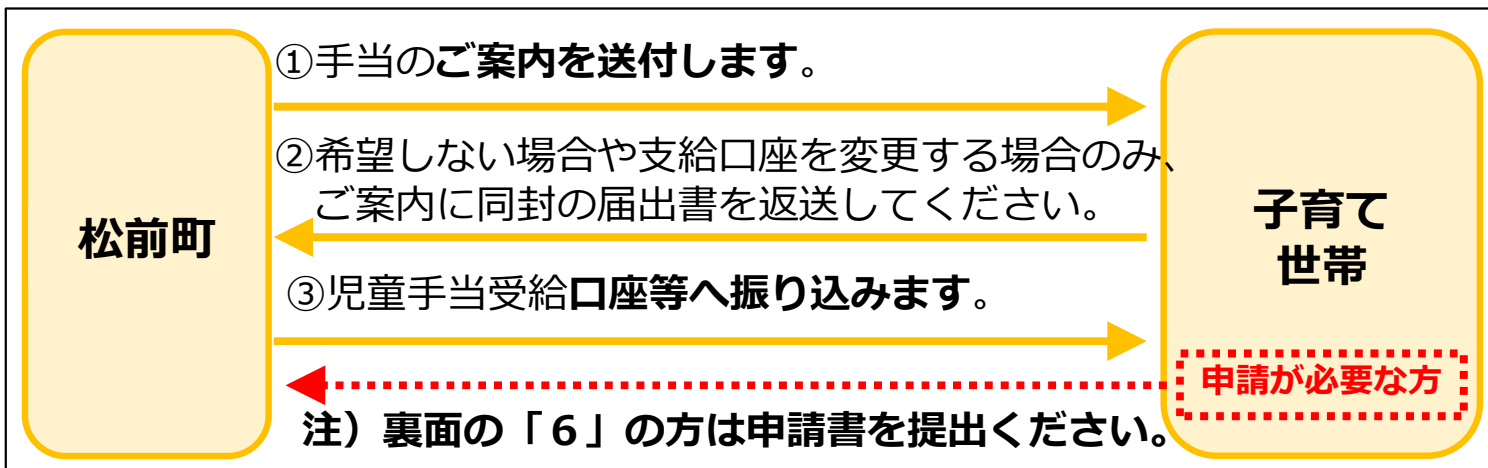 松前町
①手当のご案内を送付します。
②希望しない場合や支給口座を変更する場合のみ、
ご案内に同封の届出書を返送してください。
③児童手当受給口座等へ振り込みます。
子育て
世帯
申請が必要な方
注）裏面の「６」の方は申請書を提出ください。